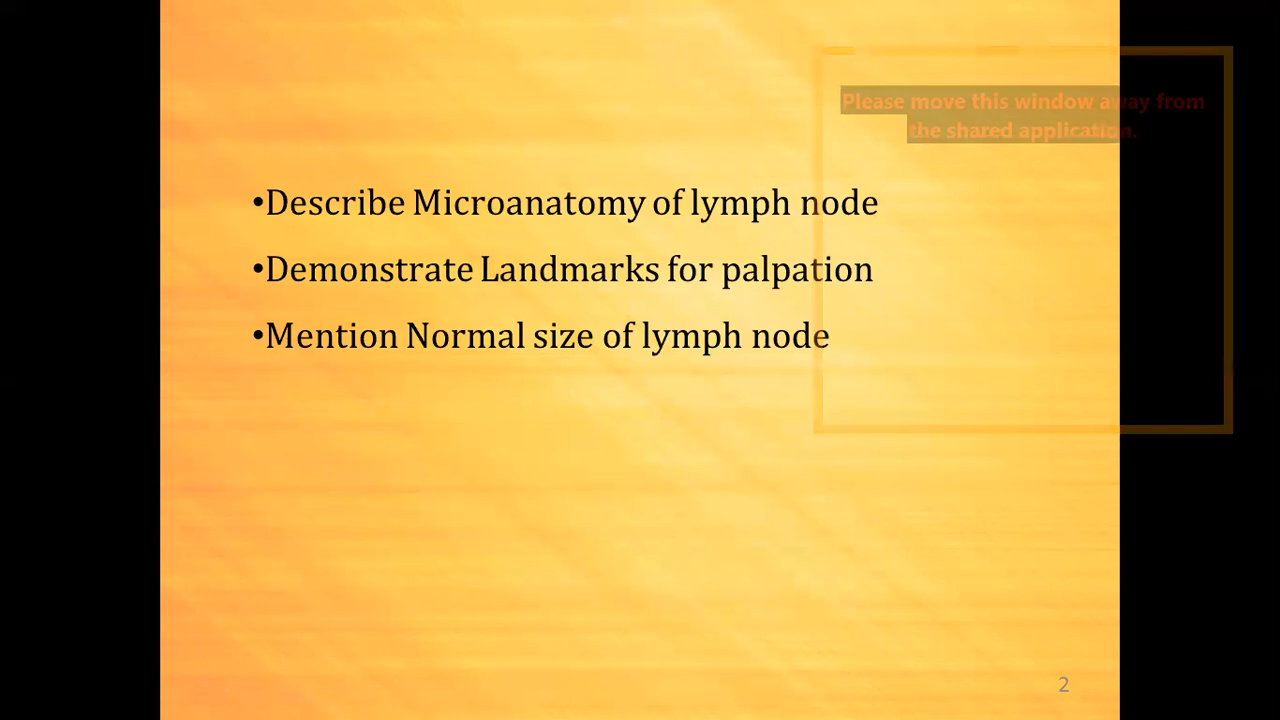 Please move this window away from
the shared application.
•Describe Microanatomy of lymph node
•Demonstrate Landmarks for palpation
•Mention Normal size of lymph node
2